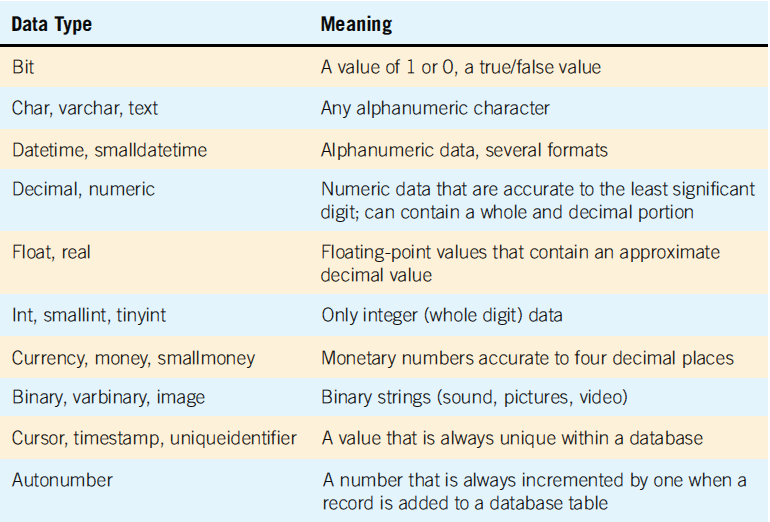 Data Type Meaning
Bit A value of 1 or 0, a true/false value
Char, varchar, text Any alphanumeric character
Datetime, smalldatetime Alphanumeric data, several formats
Decimal, numeric Numeric data that are accurate to the least significant
digit; can contain a whole and decimal portion
Float, real Floating-point values that contain an approximate
decimal value
Int, smallint, tinyint Only integer (whole digit) data
Currency, money, smallmoney Monetary numbers accurate to four decimal places
Binary, varbinary, image Binary strings (sound, pictures, video)
Cursor, timestamp, uniqueidentifier A value that is always unique within a database
Autonumber A number that is always incremented by one when a
record is added to a database table